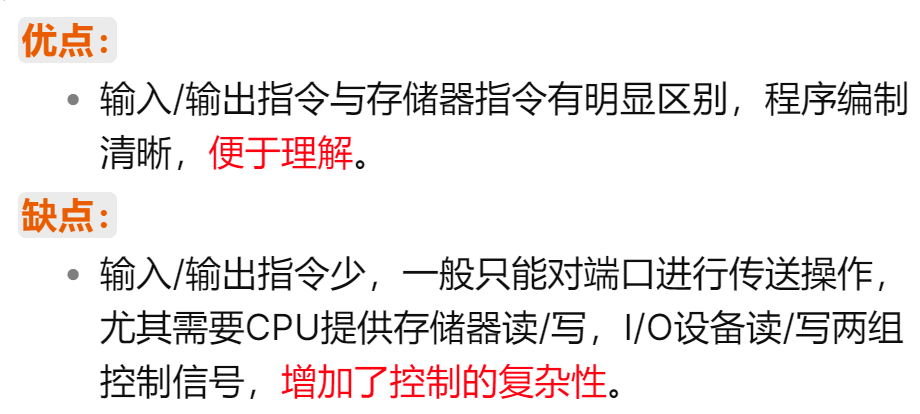 优点：
输入/输出指令与存储器指令有明显区别，程序编制
清晰，便于理解。
缺点：
输入/输出指令少，一般只能对端口进行传送操作，
尤其需要CPU提供存储器读/写，I/O设备读/写两组
控制信号，增加了控制的复杂性。